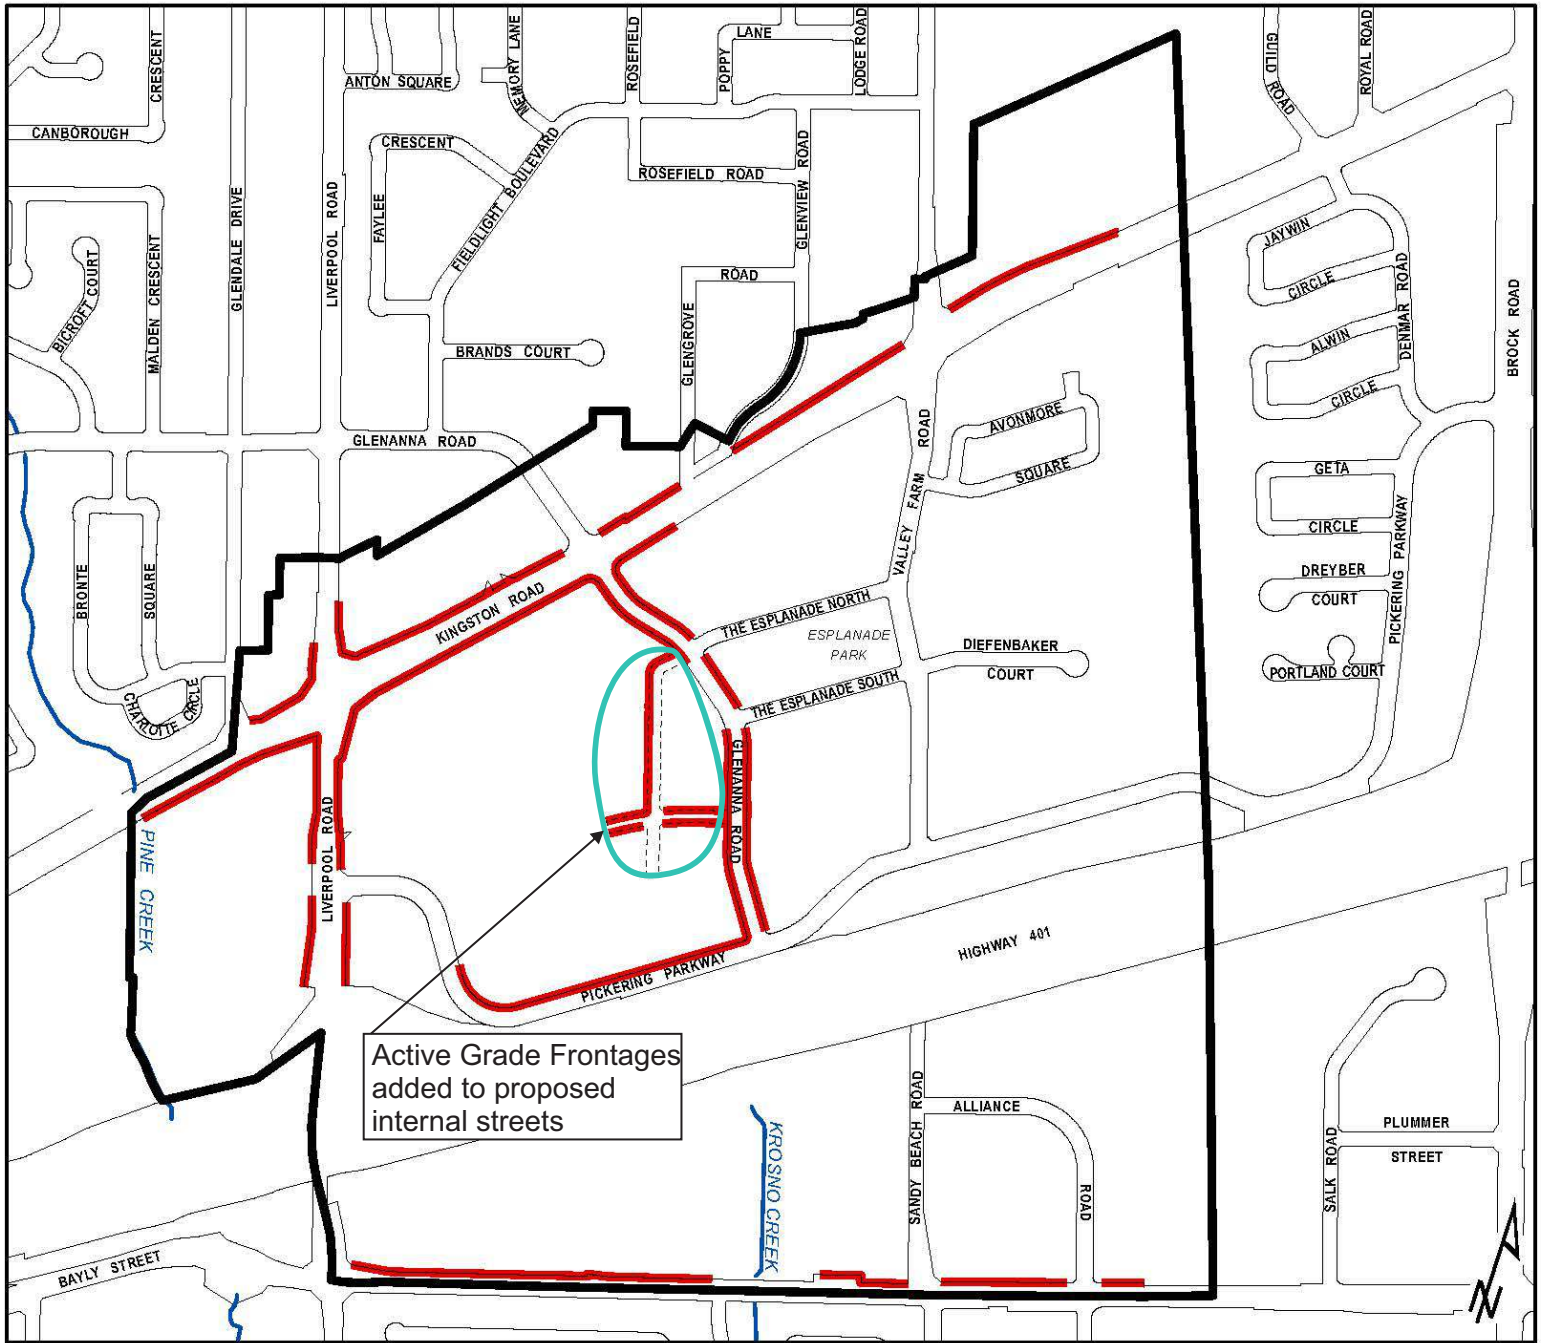 CRESCENT
CANBOROUGH
ANTON SQUARE
MEMORY LANE
ROSEFIELD
POPPY
LANE
LODGE ROAD
GUILD ROAD
ROYAL ROAD
CRESCENT
FAYLEE
FIELDLIGHT BOULEVARD
ROSEFIELD ROAD
GLENVIEW ROAD
GLENDALE DRIVE
LIVERPOOL ROAD
BICROFT COURT
MALDEN CRESCENT
ROAD
GLENGROVE
BRANDS COURT
JAYWIN
CIRCLE
DENMAR ROAD
BROCK ROAD
ALWIN
CIRCLE
GLENANNA ROAD
AVONMORE
SQUARE
ROAD
VALLEY FARM
GETA
CIRCLE
PICKERING PARKWAY
DREYBER
COURT
BRONTE
SQUARE
CHARLOTTE CIRCLE
KINGSTON ROAD
THE ESPLANADE NORTH
ESPLANADE
PARK
DIEFENBAKER
COURT
PORTLAND COURT
THE ESPLANADE SOUTH
GLENANNA ROAD
LIVERPOOL ROAD
PINE CREEK
HIGHWAY 401
PICKERING PARKWAY
Active Grade Frontages
added to proposed
internal streets
KROSNO CREEK
SANDY BEACH ROAD
ALLIANCE
ROAD
SALK ROAD
PLUMMER
STREET
BAYLY STREET
N